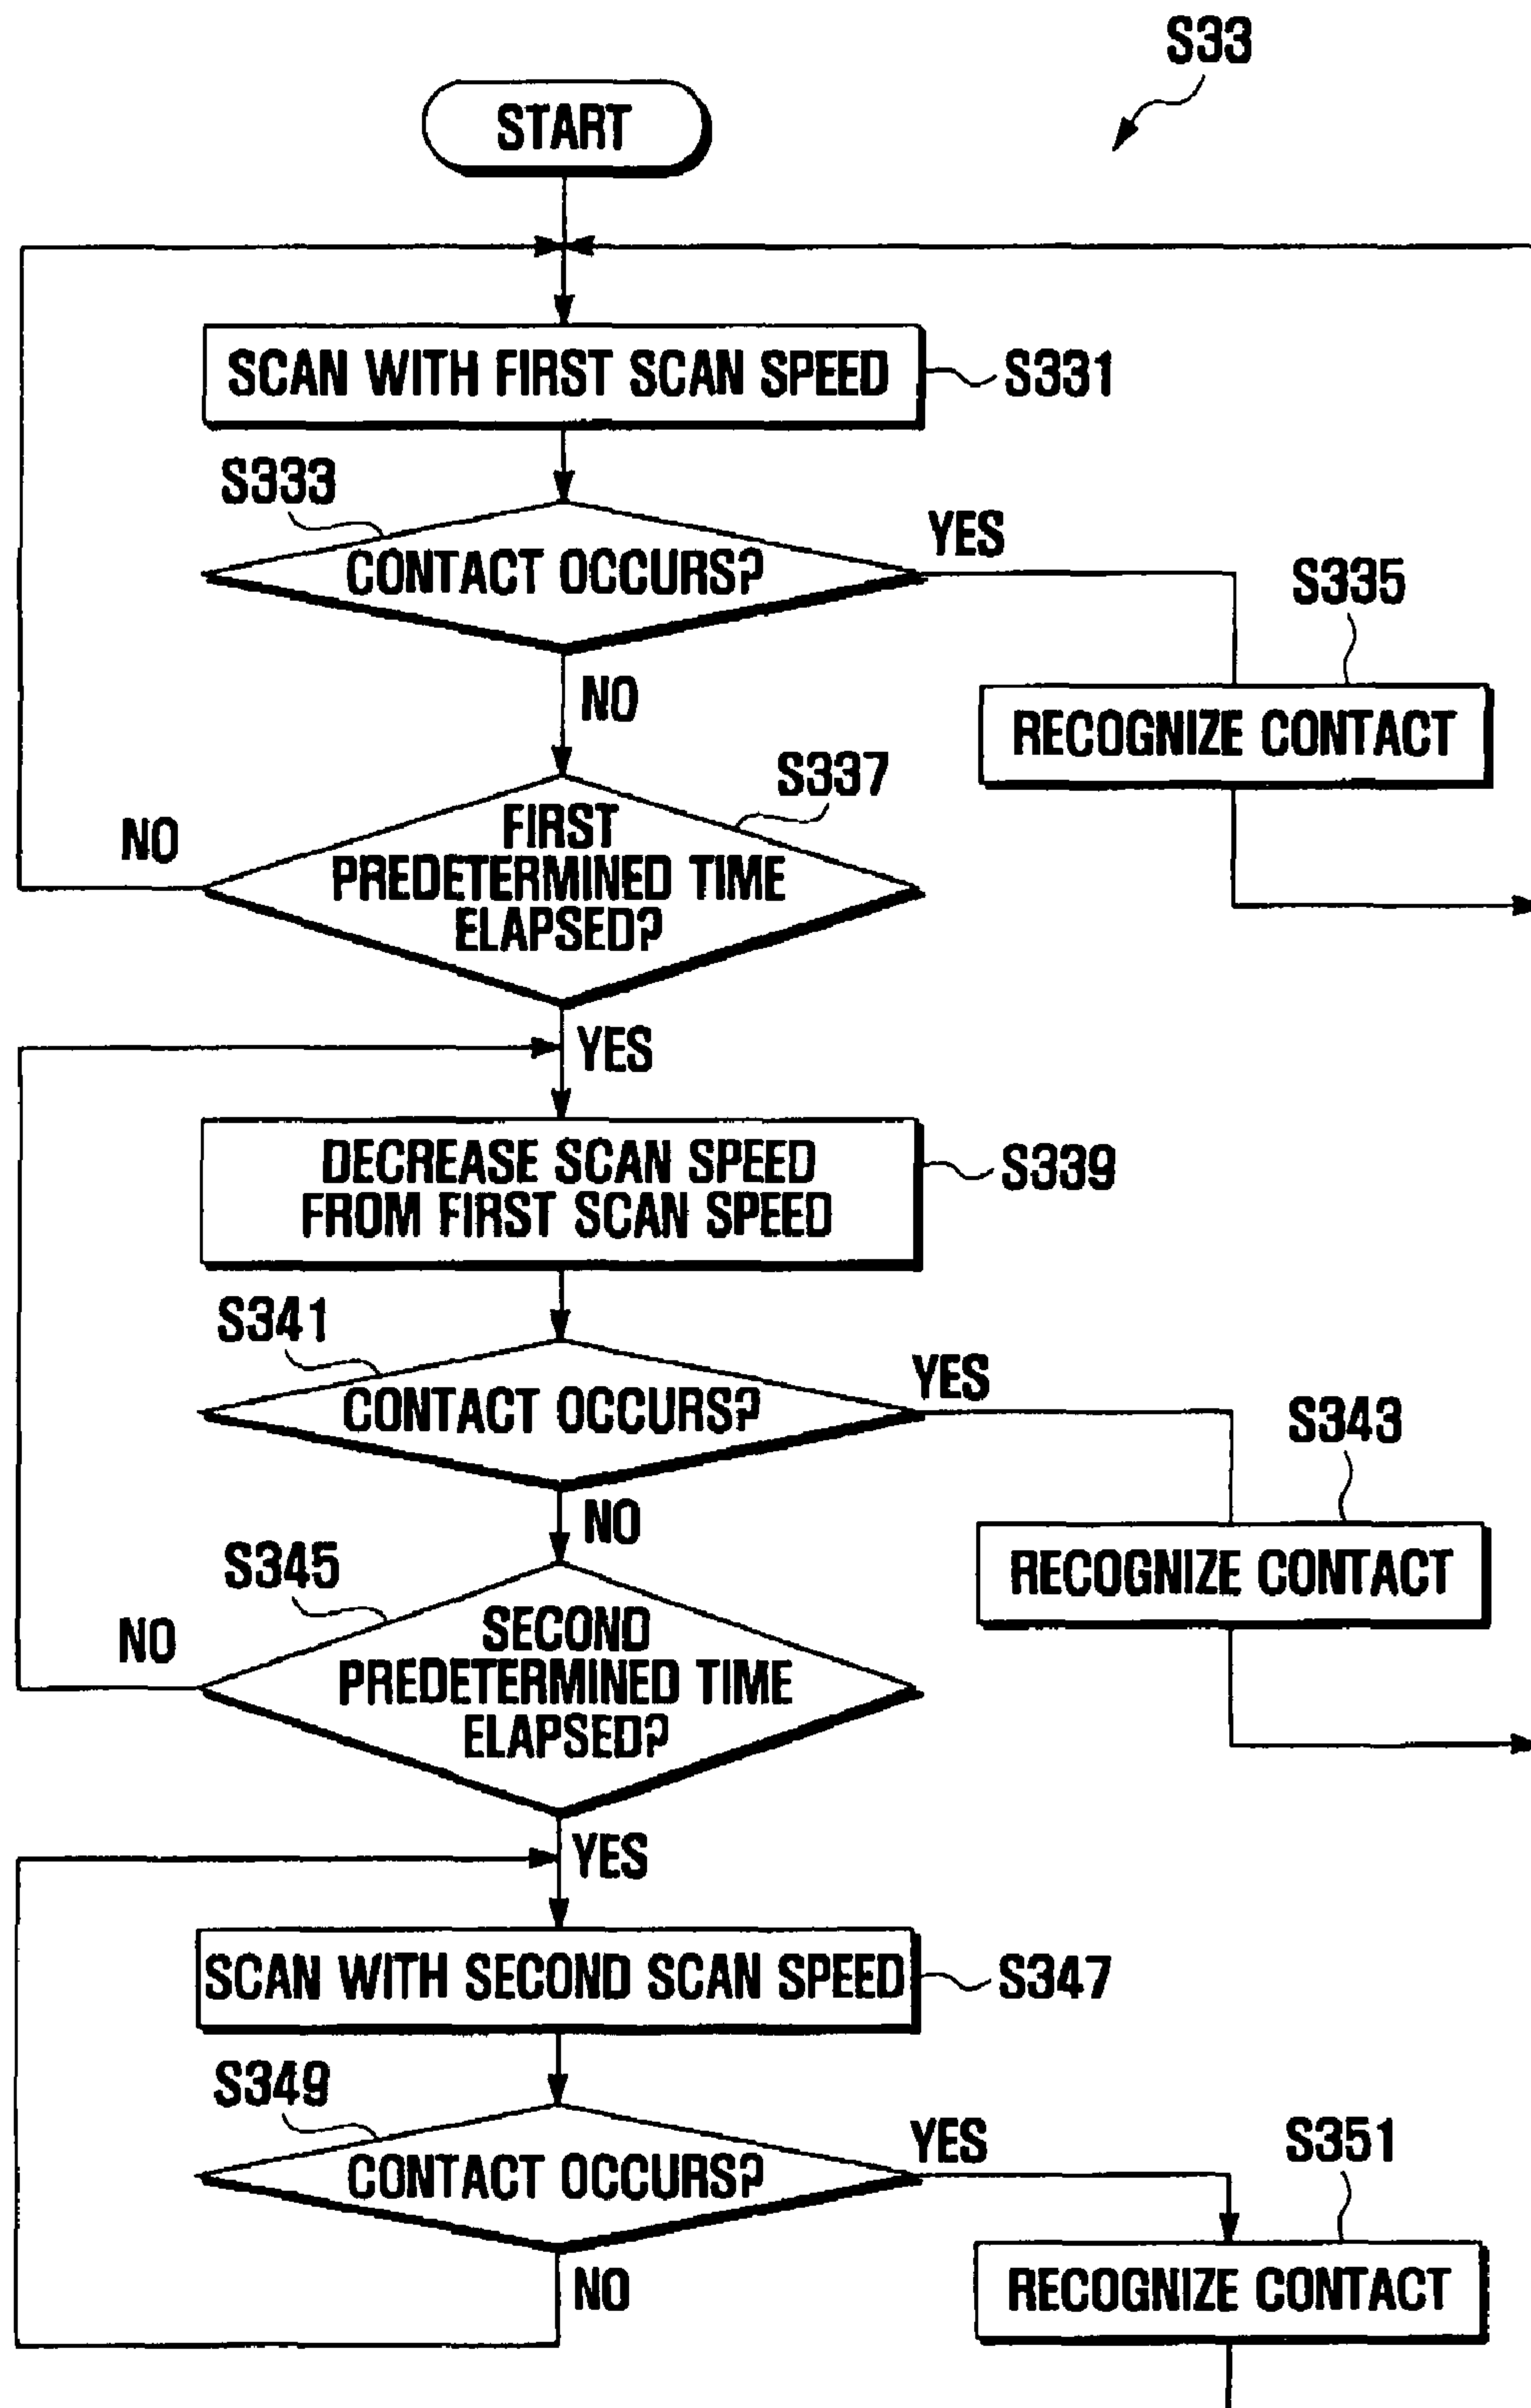 S33
START
SCAN WITH FIRST SCAN SPEED
S331
S333
CONTACT OCCURS?
YES
S335
RECOGNIZE CONTACT
NO
S337
FIRST
PREDETERMINED TIME
ELAPSED?
NO
YES
DECREASE SCAN SPEED
FROM FIRST SCAN SPEED
S339
S341
CONTACT OCCURS?
YES
S343
RECOGNIZE CONTACT
NO
S345
SECOND
PREDETERMINED TIME
ELAPSED?
NO
YES
SCAN WITH SECOND SCAN SPEED
S347
S349
CONTACT OCCURS?
YES
S351
RECOGNIZE CONTACT
NO